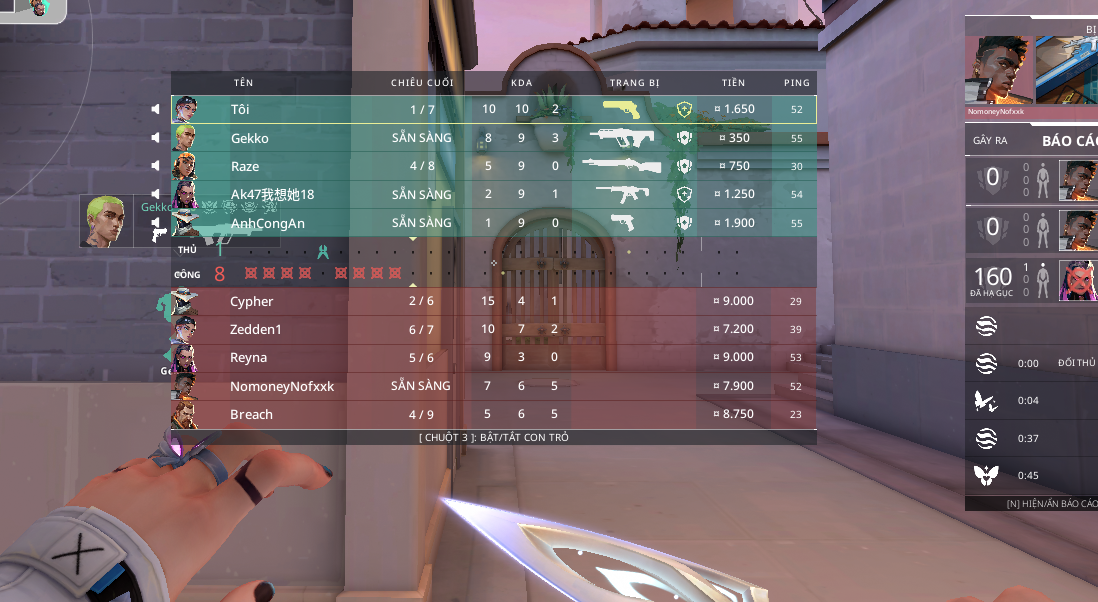 TÊN CHIÊU CUỐI KDA TRANG BỊ TIỀN PING
Tôi 1 / 7 10 10 2 ¤ 1.650 52
Gekko SẴN SÀNG 8 9 3 ¤ 350 55
Raze 4 / 8 5 9 0 ¤ 750 30
Ak47我想她18 SẴN SÀNG 2 9 1 ¤ 1.250 54
AnhCongAn SẴN SÀNG 1 9 0 ¤ 1.900 55
Gekko
THỦ 1
CÔNG 8
Cypher 2 / 6 15 4 1 ¤ 9.000 29
Zedden1 6 / 7 10 7 2 ¤ 7.200 39
Reyna 5 / 6 9 3 0 ¤ 9.000 53
NomoneyNofxxk SẴN SÀNG 7 6 5 ¤ 7.900 52
Breach 4 / 9 5 6 5 ¤ 8.750 23
[ CHUỘT 3 ]: BẬT/TẮT CON TRỎ
BỊ
NomoneyNofxxk
GÂY RA BÁO CÁO
0 0 0 0
0 0 0 0
160 1 0 0
ĐÃ HẠ GỤC
0:00 ĐỐI THỦ
0:04
0:37
0:45
[N] HIỆN/ẨN BÁO CÁO